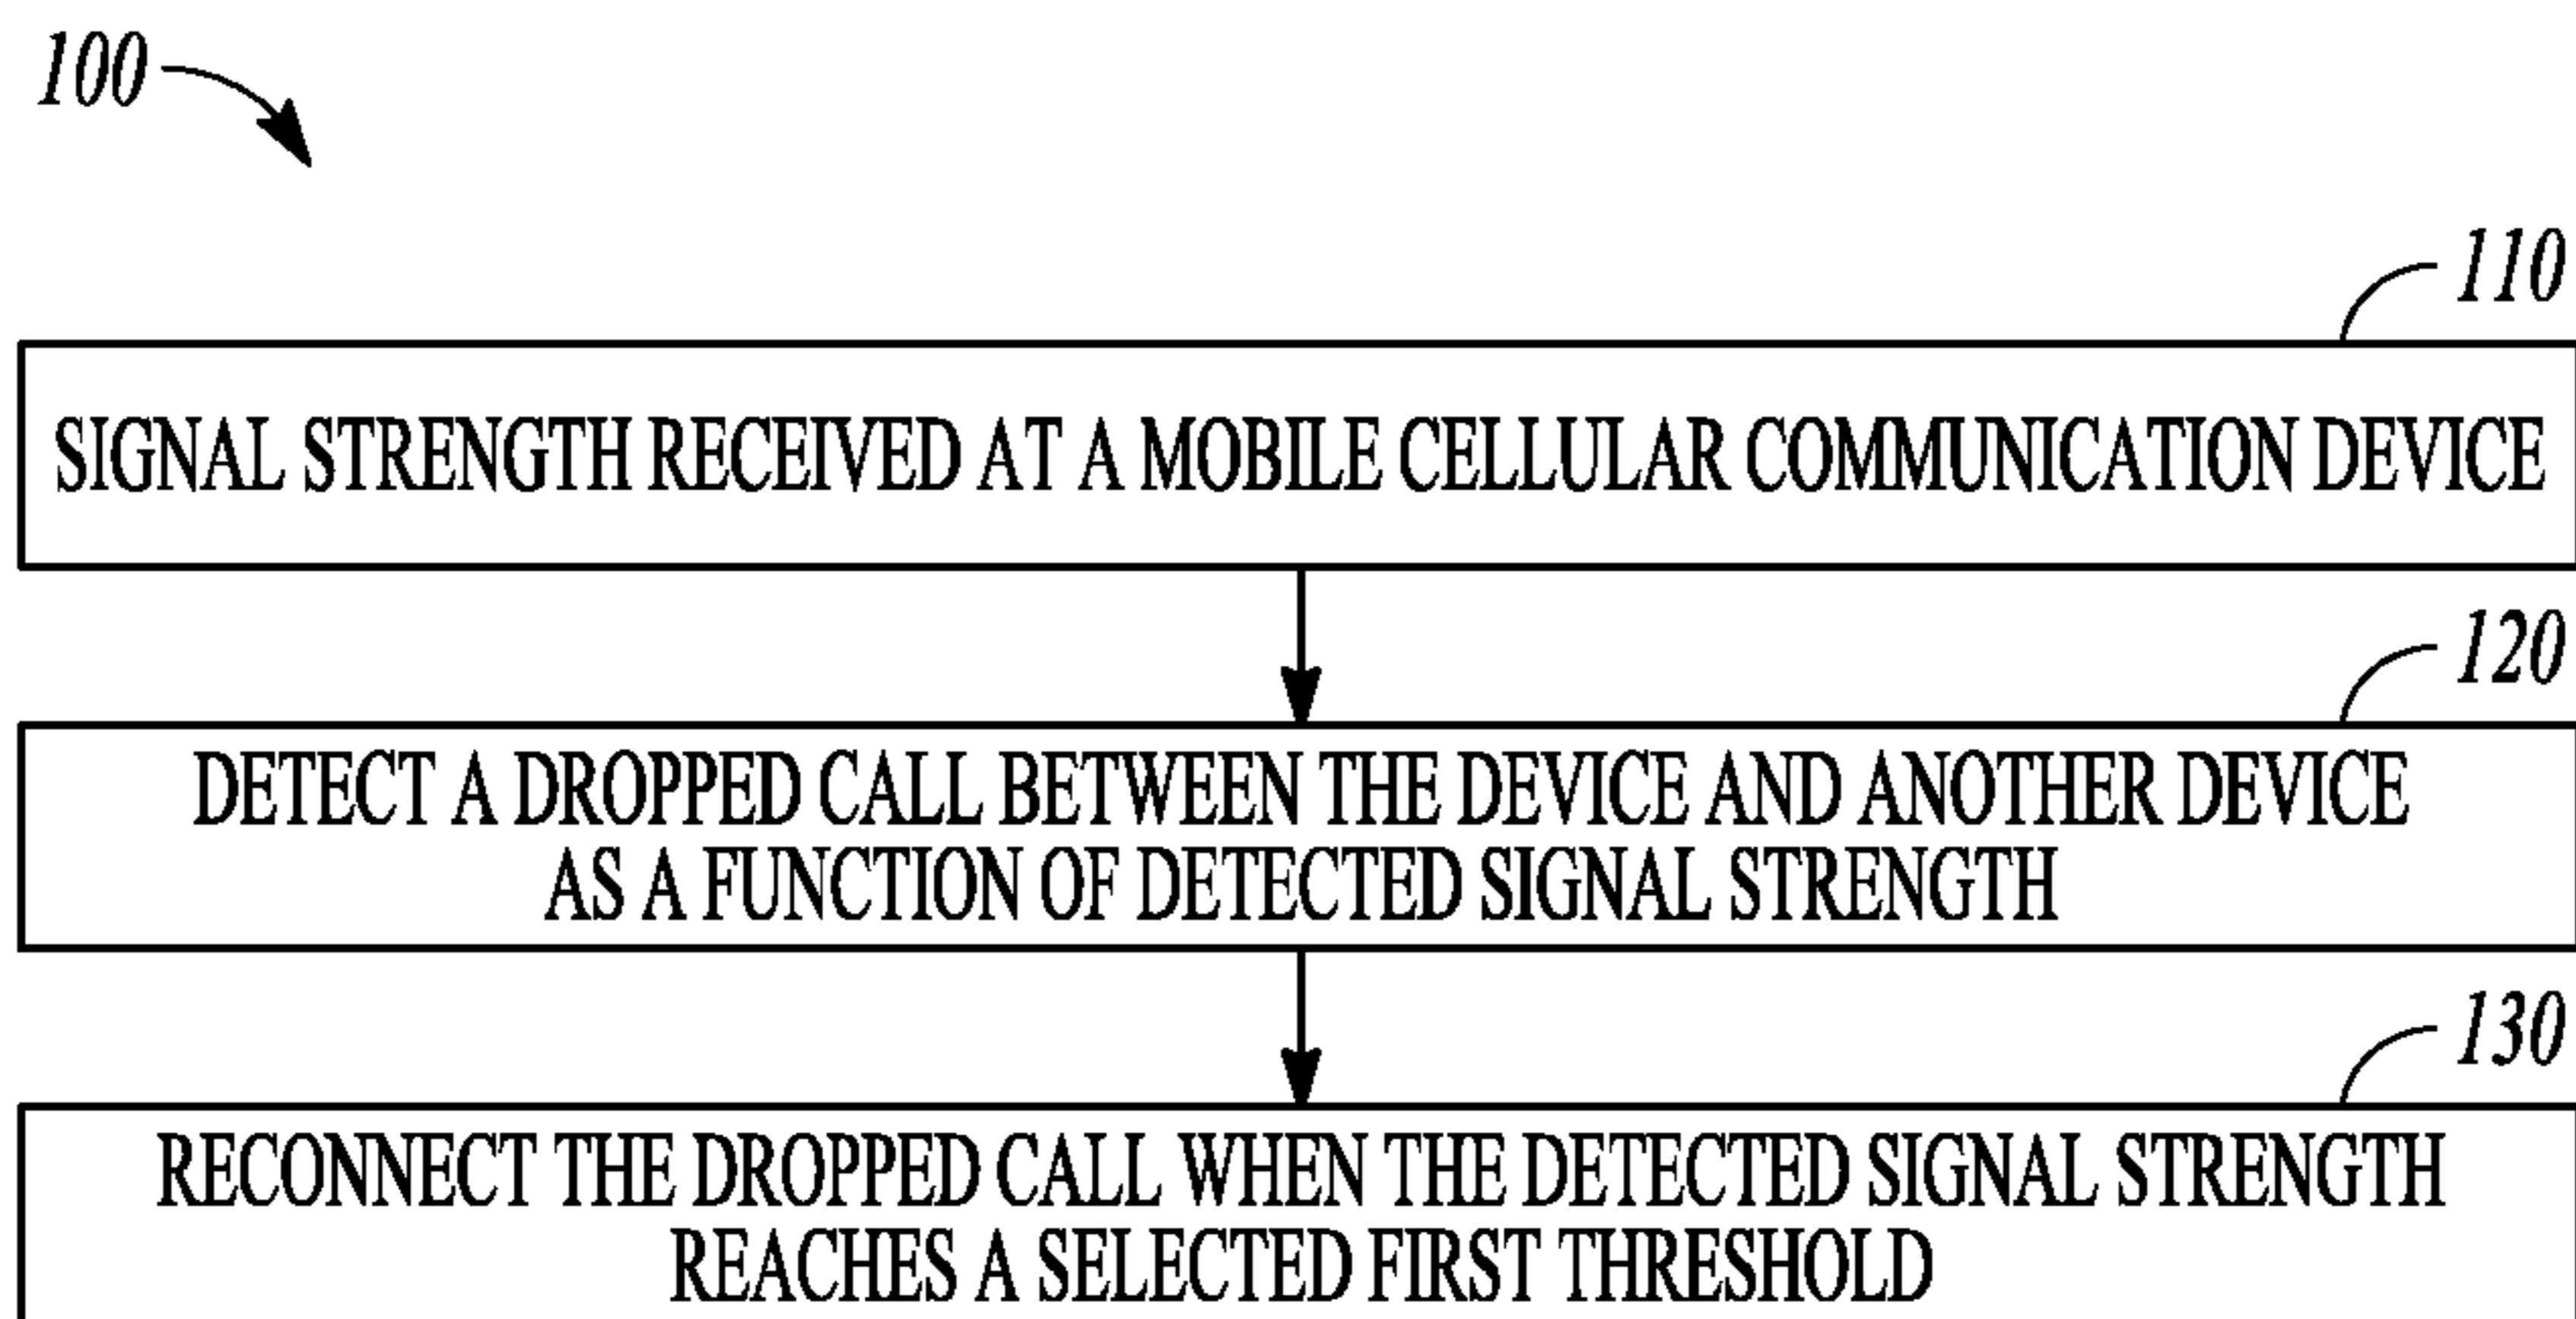 100
110
SIGNAL STRENGTH RECEIVED AT A MOBILE CELLULAR COMMUNICATION DEVICE
120
DETECT A DROPPED CALL BETWEEN THE DEVICE AND ANOTHER DEVICE
AS A FUNCTION OF DETECTED SIGNAL STRENGTH
130
RECONNECT THE DROPPED CALL WHEN THE DETECTED SIGNAL STRENGTH
REACHES A SELECTED FIRST THRESHOLD